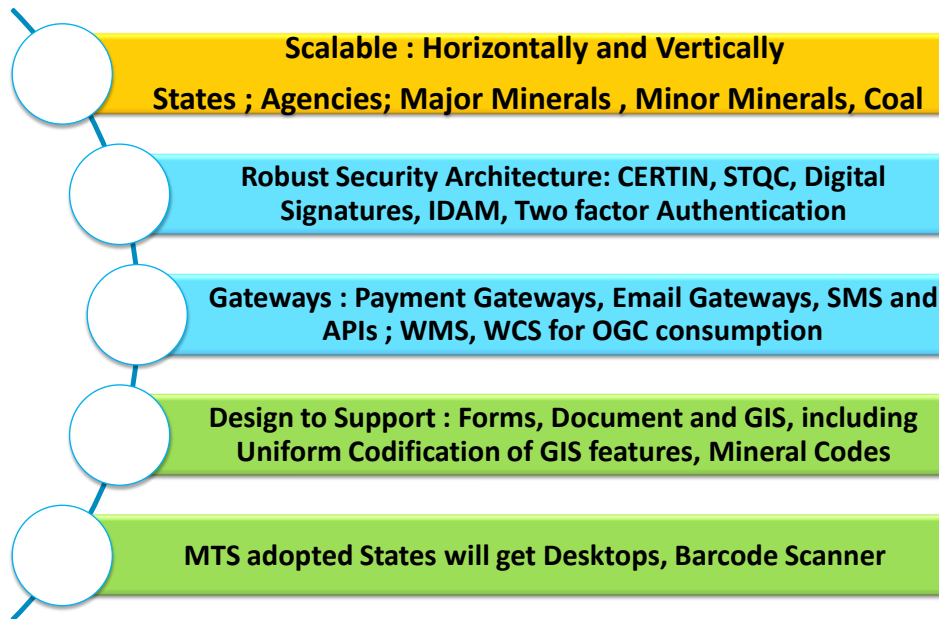 Scalable : Horizontally and Vertically
States ; Agencies; Major Minerals , Minor Minerals, Coal
Robust Security Architecture: CERTIN, STQC, Digital
Signatures, IDAM, Two factor Authentication
Gateways : Payment Gateways, Email Gateways, SMS and
APIs ; WMS, WCS for OGC consumption
Design to Support : Forms, Document and GIS, including
Uniform Codification of GIS features, Mineral Codes
MTS adopted States will get Desktops, Barcode Scanner